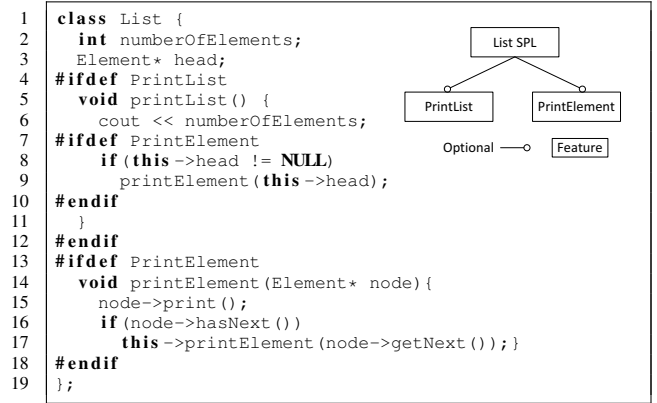 1 class List {
2 int numberOfElements;
3 Element* head;
4 #ifdef PrintList
5 void printList() {
6 cout << numberOfElements;
7 #ifdef PrintElement
8 if(this->head != NULL)
9 printElement(this->head);
10 #endif
11 }
12 #endif
13 #ifdef PrintElement
14 void printElement(Element* node){
15 node->print();
16 if(node->hasNext())
17 this->printElement(node->getNext());}
18 #endif
19 };
List SPL
PrintList PrintElement
Optional Feature